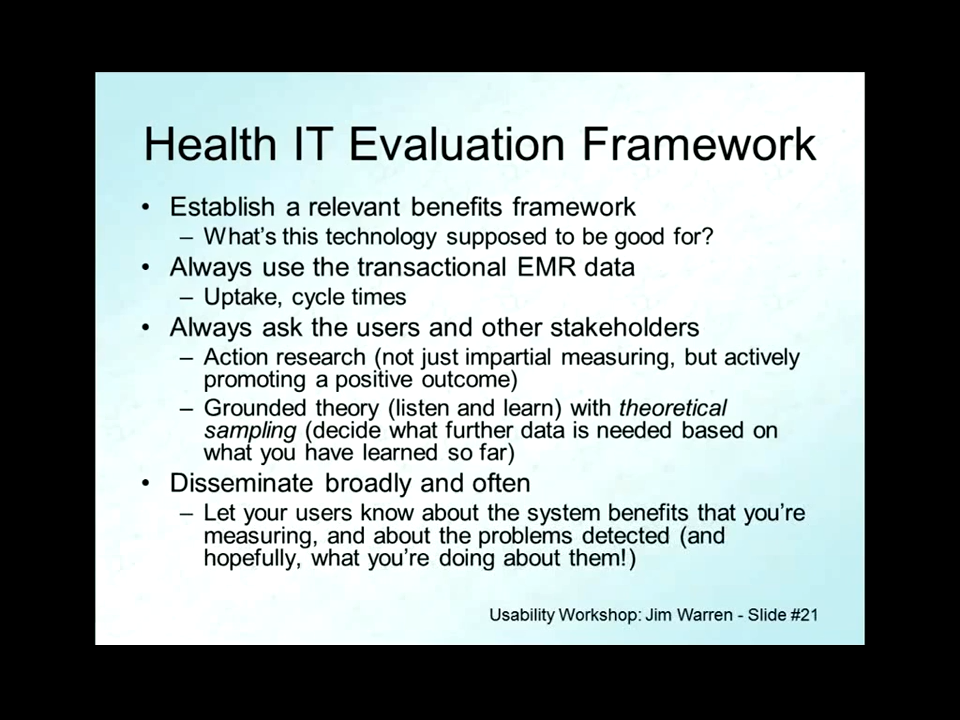 Health IT Evaluation Framework
• Establish a relevant benefits framework
– What's this technology supposed to be good for?
• Always use the transactional EMR data
– Uptake, cycle times
• Always ask the users and other stakeholders
– Action research (not just impartial measuring, but actively
promoting a positive outcome)
– Grounded theory (listen and learn) with theoretical
sampling (decide what further data is needed based on
what you have learned so far)
• Disseminate broadly and often
– Let your users know about the system benefits that you're
measuring, and about the problems detected (and
hopefully, what you're doing about them!)
Usability Workshop: Jim Warren - Slide #21